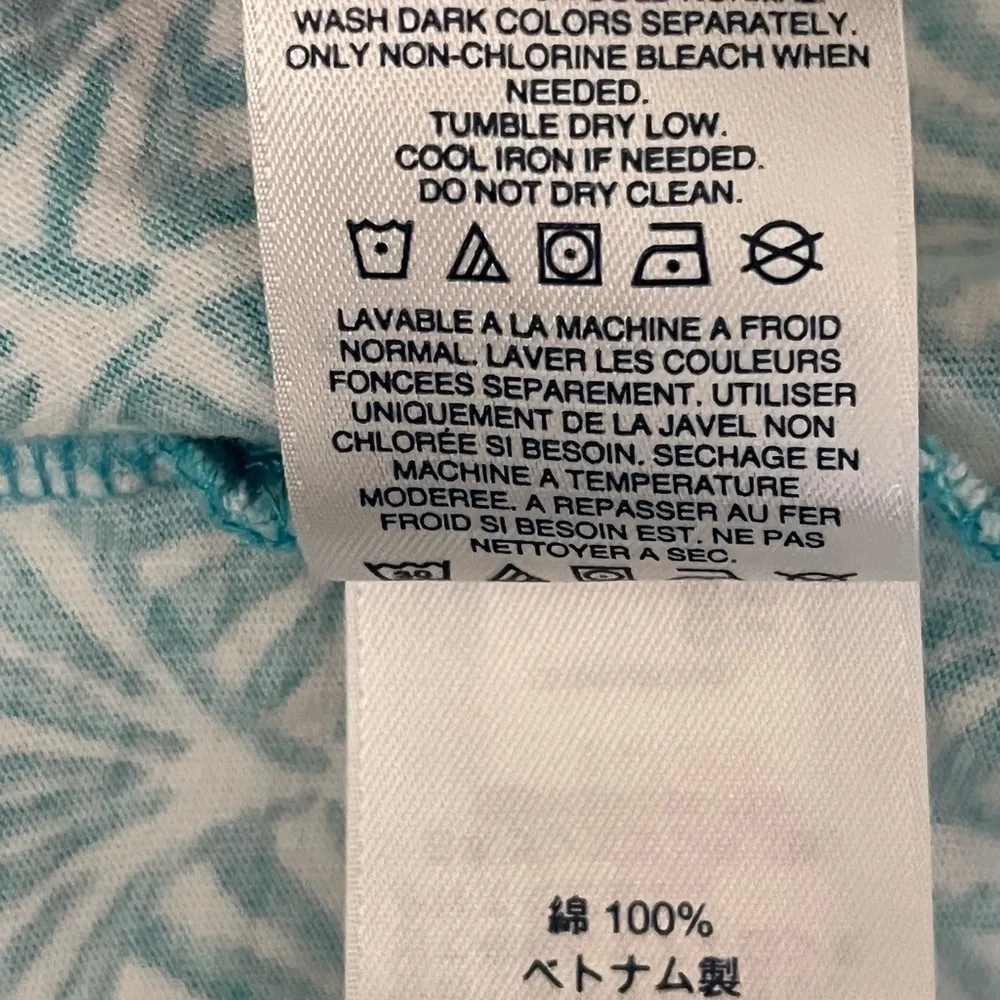 WASH DARK COLORS SEPARATELY.
ONLY NON-CHLORINE BLEACH WHEN
NEEDED.
TUMBLE DRY LOW.
COOL IRON IF NEEDED.
DO NOT DRY CLEAN.
LAVABLE A LA MACHINE A FROID
NORMAL. LAVER LES COULEURS
FONCEES SEPAREMENT. UTILISER
UNIQUEMENT DE LA JAVEL NON
CHLORÉE SI BESOIN. SECHAGE EN
MACHINE A TEMPERATURE
MODEREE. A REPASSER AU FER
FROID SI BESOIN EST. NE PAS
NETTOYER A SEC.
30
綿 100%
ベトナム製